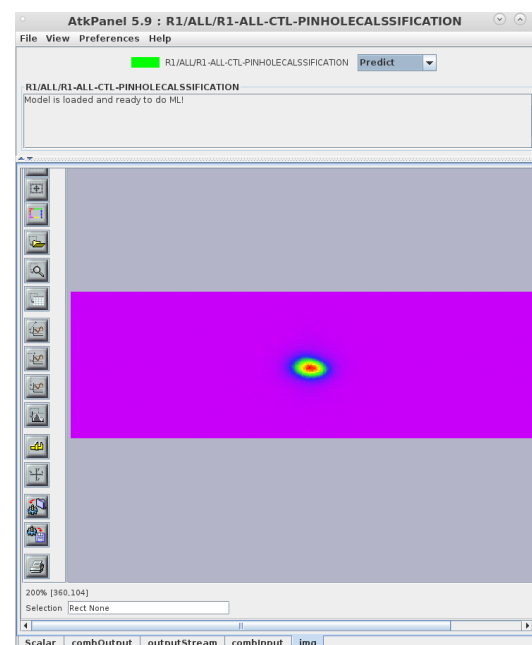 AtkPanel 5.9 : R1/ALL/R1-ALL-CTL-PINHOLECALSSIFICATION
File View Preferences Help
R1/ALL/R1-ALL-CTL-PINHOLECALSSIFICATION Predict
R1/ALL/R1-ALL-CTL-PINHOLECALSSIFICATION
Model is loaded and ready to do ML!
200% [360,104]
Selection Rect None
Scalar combOutput outputStream combInput img